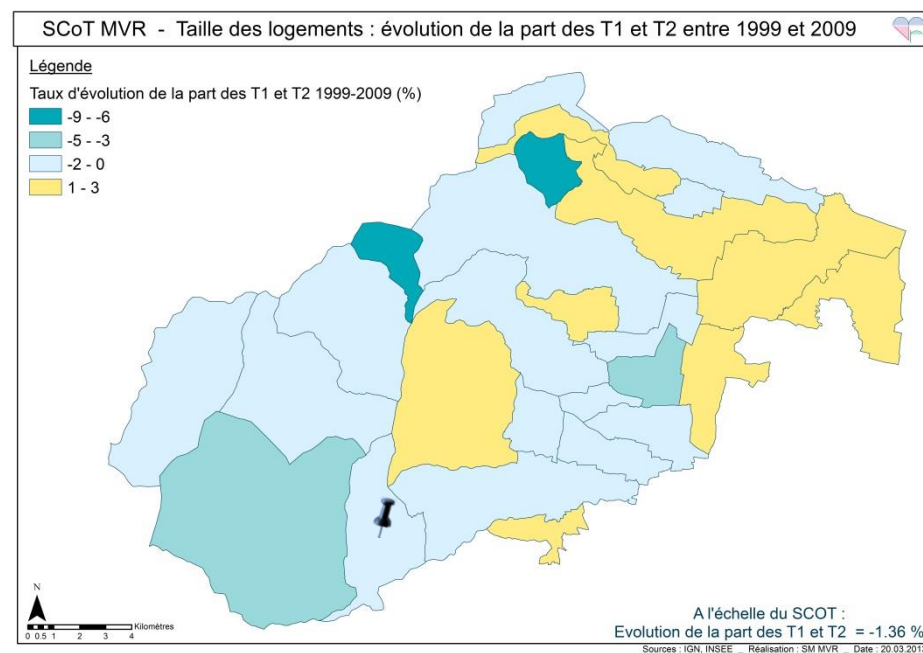 SCoT MVR - Taille des logements : évolution de la part des T1 et T2 entre 1999 et 2009
Légende
Taux d'évolution de la part des T1 et T2 1999-2009 (%)
-9 - -6
-5 - -3
-2 - 0
1 - 3
N
Kilomètres
0 0.5 1 2 3 4
A l'échelle du SCOT :
Evolution de la part des T1 et T2 = -1.36 %
Sources : IGN, INSEE _ Réalisation : SM MVR _ Date : 20.03.201